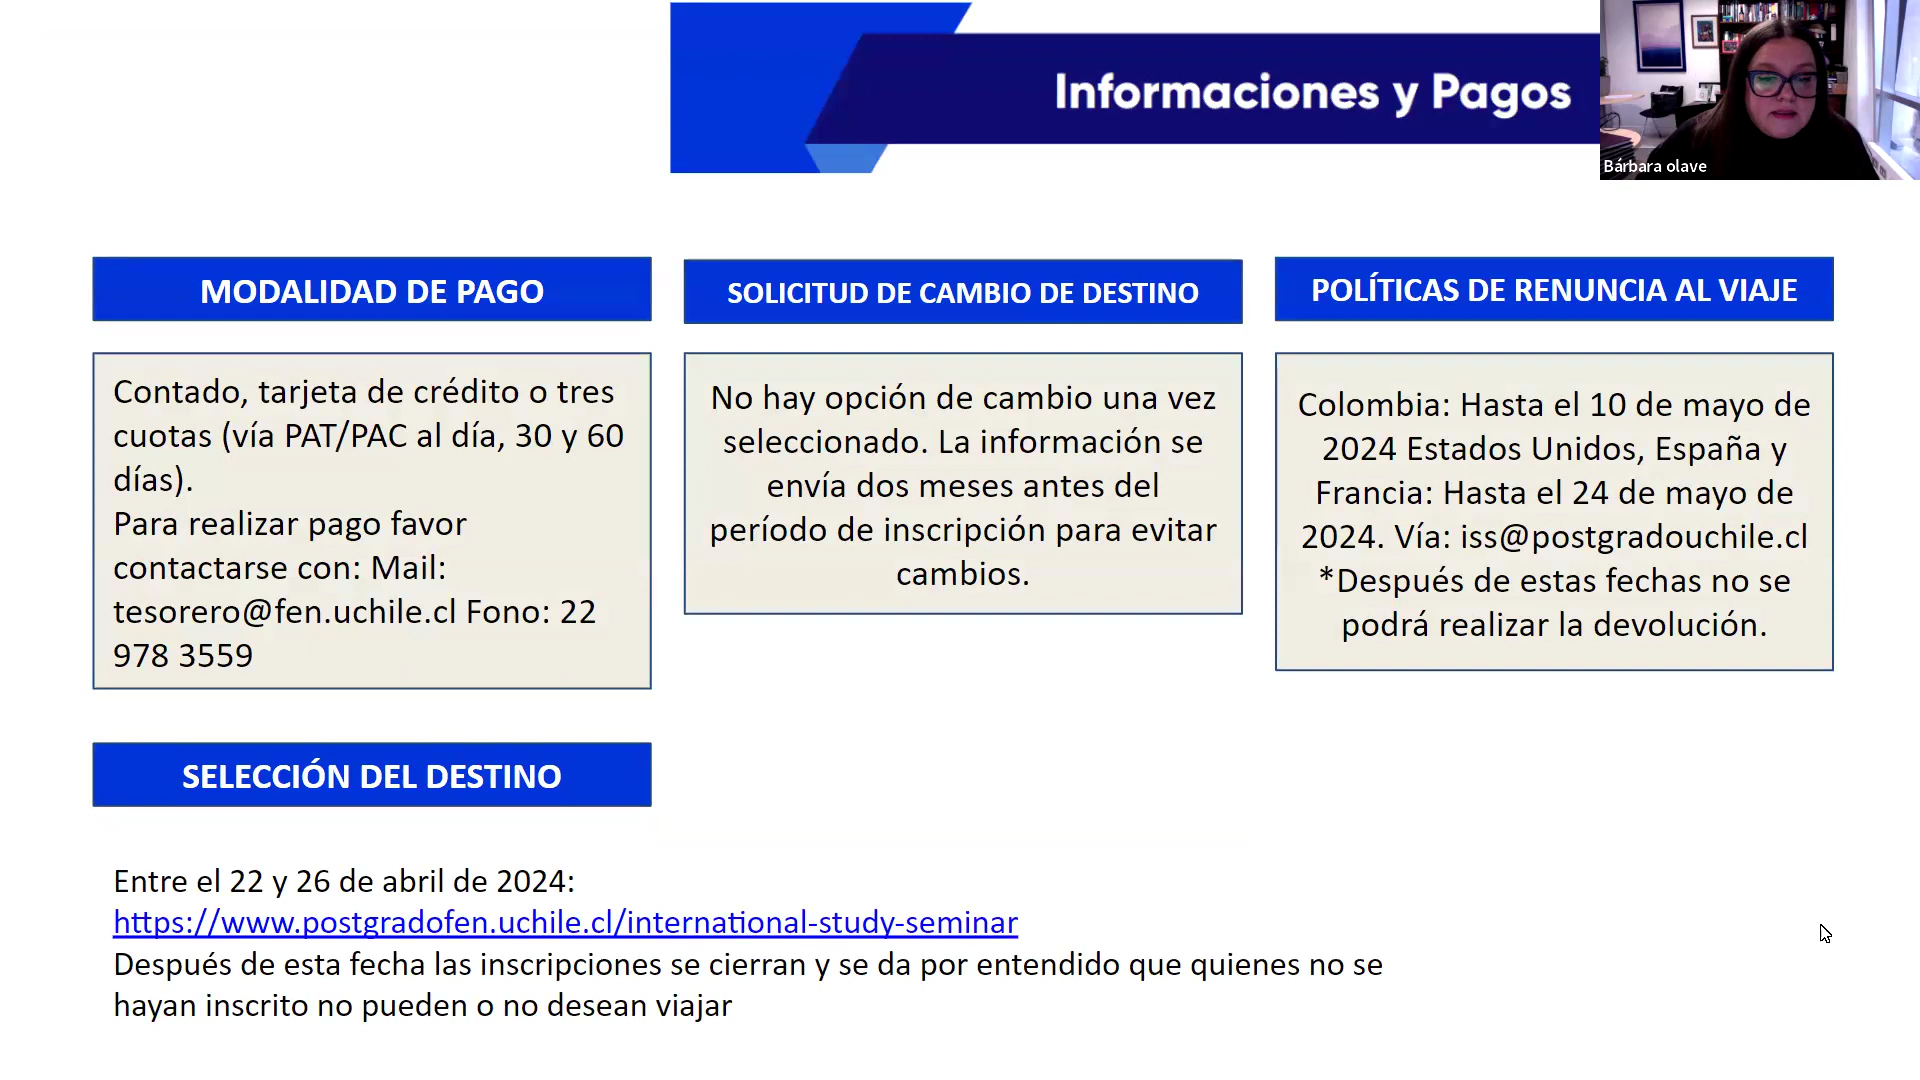 Informaciones y Pagos
Bárbara olave
MODALIDAD DE PAGO
Contado, tarjeta de crédito o tres
cuotas (vía PAT/PAC al día, 30 y 60
días).
Para realizar pago favor
contactarse con: Mail:
tesorero@fen.uchile.cl Fono: 22
978 3559
SOLICITUD DE CAMBIO DE DESTINO
No hay opción de cambio una vez
seleccionado. La información se
envía dos meses antes del
período de inscripción para evitar
cambios.
POLÍTICAS DE RENUNCIA AL VIAJE
Colombia: Hasta el 10 de mayo de
2024 Estados Unidos, España y
Francia: Hasta el 24 de mayo de
2024. Vía: iss@postgradouchile.cl
*Después de estas fechas no se
podrá realizar la devolución.
SELECCIÓN DEL DESTINO
Entre el 22 y 26 de abril de 2024:
https://www.postgradofen.uchile.cl/international-study-seminar
Después de esta fecha las inscripciones se cierran y se da por entendido que quienes no se
hayan inscrito no pueden o no desean viajar